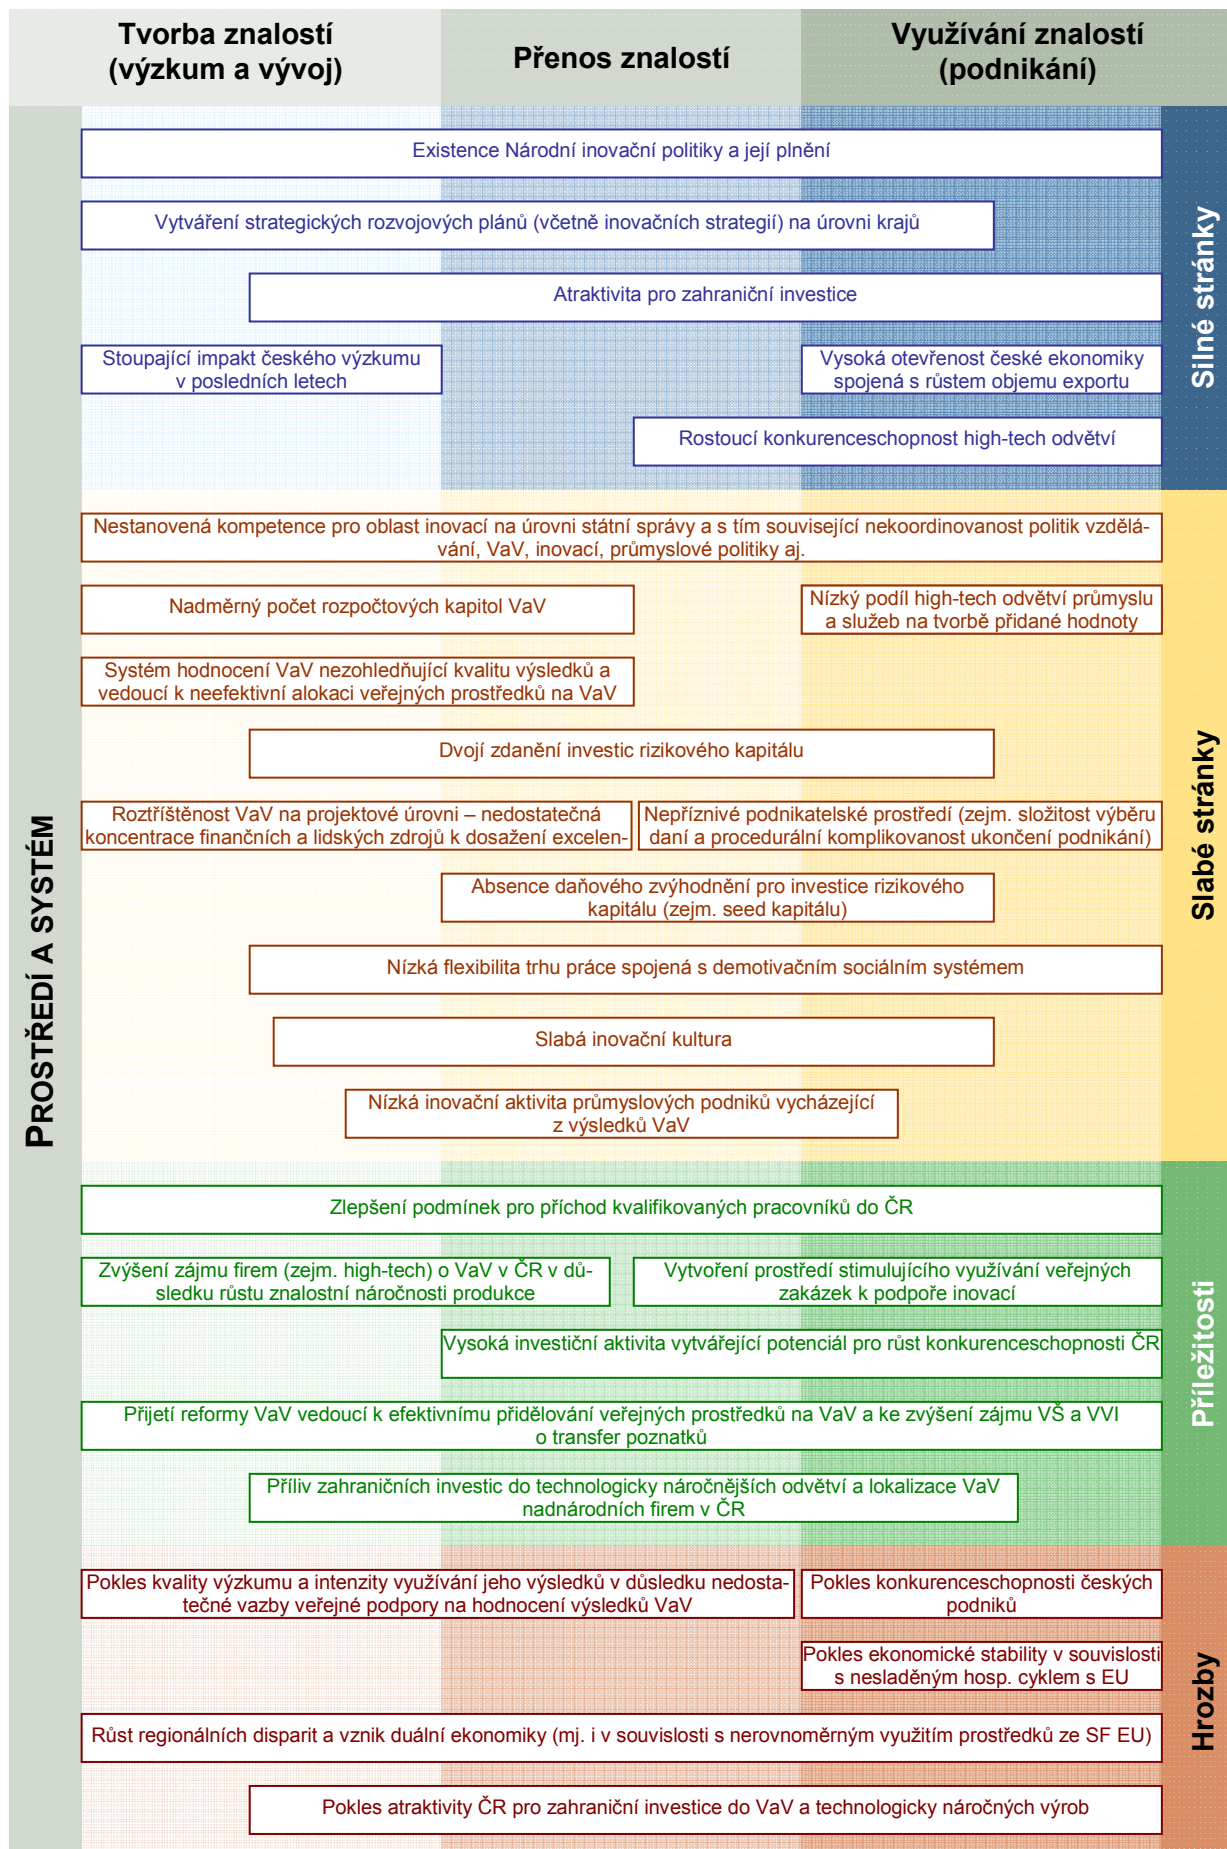 Tvorba znalostí
(výzkum a vývoj)
Přenos znalostí
Využívání znalostí
(podnikání)
PROSTŘEDÍ A SYSTÉM
Silné stránky
Existence Národní inovační politiky a její plnění
Vytváření strategických rozvojových plánů (včetně inovačních strategií) na úrovni krajů
Atraktivita pro zahraniční investice
Stoupající impakt českého výzkumu
v posledních letech
Vysoká otevřenost české ekonomiky
spojená s růstem objemu exportu
Rostoucí konkurenceschopnost high-tech odvětví
Slabé stránky
Nestanovená kompetence pro oblast inovací na úrovni státní správy a s tím související nekoordinovanost politik vzdělá-
vání, VaV, inovací, průmyslové politiky aj.
Nadměrný počet rozpočtových kapitol VaV
Nízký podíl high-tech odvětví průmyslu
a služeb na tvorbě přidané hodnoty
Systém hodnocení VaV nezohledňující kvalitu výsledků a
vedoucí k neefektivní alokaci veřejných prostředků na VaV
Dvojí zdanění investic rizikového kapitálu
Roztříštěnost VaV na projektové úrovni – nedostatečná
koncentrace finančních a lidských zdrojů k dosažení excelen-
Nepříznivé podnikatelské prostředí (zejm. složitost výběru
daní a procedurální komplikovanost ukončení podnikání)
Absence daňového zvýhodnění pro investice rizikového
kapitálu (zejm. seed kapitálu)
Nízká flexibilita trhu práce spojená s demotivačním sociálním systémem
Slabá inovační kultura
Nízká inovační aktivita průmyslových podniků vycházející
z výsledků VaV
Příležitosti
Zlepšení podmínek pro příchod kvalifikovaných pracovníků do ČR
Zvýšení zájmu firem (zejm. high-tech) o VaV v ČR v dů-
sledku růstu znalostní náročnosti produkce
Vytvoření prostředí stimulujícího využívání veřejných
zakázek k podpoře inovací
Vysoká investiční aktivita vytvářející potenciál pro růst konkurenceschopnosti ČR
Přijetí reformy VaV vedoucí k efektivnímu přidělování veřejných prostředků na VaV a ke zvýšení zájmu VŠ a VVI
o transfer poznatků
Příliv zahraničních investic do technologicky náročnějších odvětví a lokalizace VaV
nadnárodních firem v ČR
Hrozby
Pokles kvality výzkumu a intenzity využívání jeho výsledků v důsledku nedosta-
tečné vazby veřejné podpory na hodnocení výsledků VaV
Pokles konkurenceschopnosti českých
podniků
Pokles ekonomické stability v souvislosti
s nesladěným hosp. cyklem s EU
Růst regionálních disparit a vznik duální ekonomiky (mj. i v souvislosti s nerovnoměrným využitím prostředků ze SF EU)
Pokles atraktivity ČR pro zahraniční investice do VaV a technologicky náročných výrob